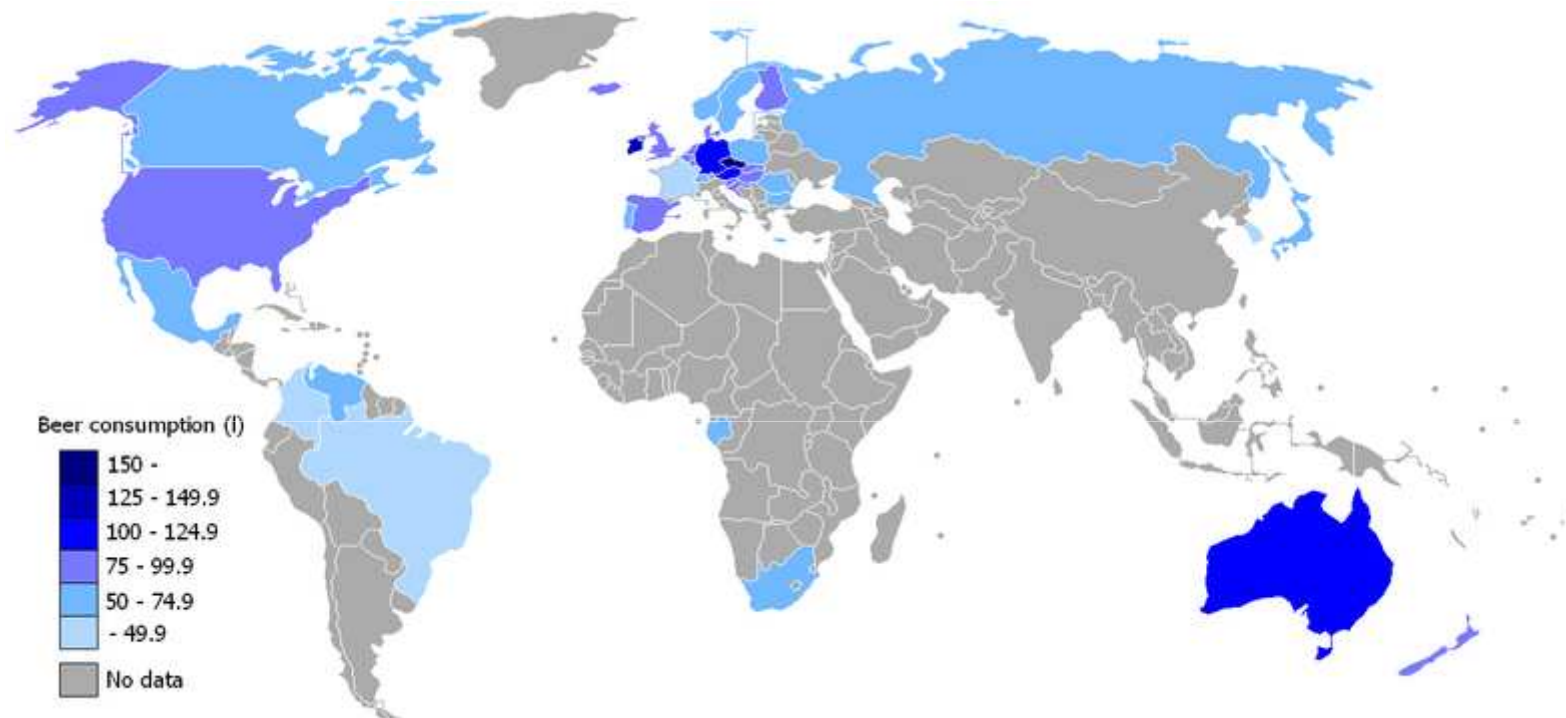 Beer consumption (l)
150 -
125 - 149.9
100 - 124.9
75 - 99.9
50 - 74.9
- 49.9
No data